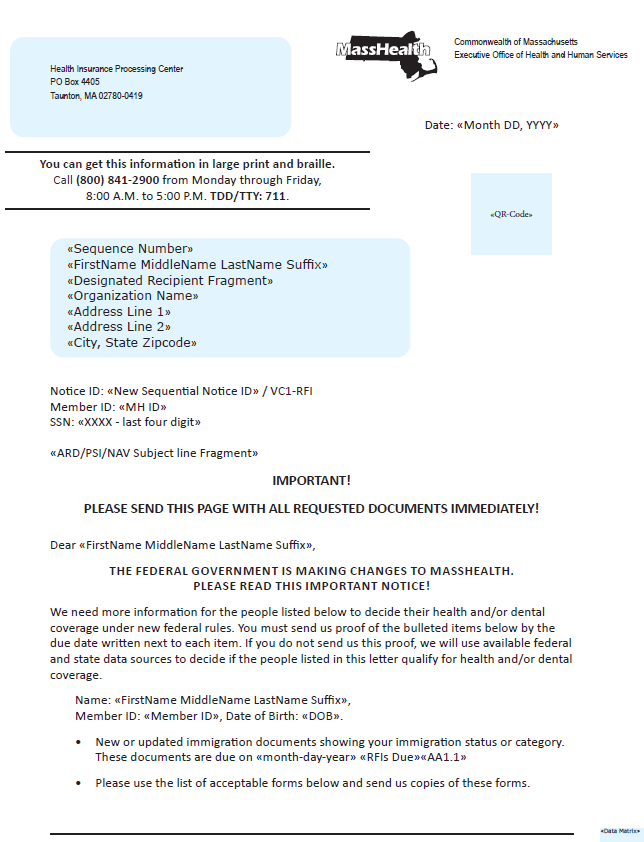 Health Insurance Processing Center
PO Box 4405
Taunton, MA 02780-0419
MassHealth
Commonwealth of Massachusetts
Executive Office of Health and Human Services
Date: «Month DD, YYYY»
You can get this information in large print and braille.
Call (800) 841-2900 from Monday through Friday,
8:00 A.M. to 5:00 P.M. TDD/TTY: 711.
«QR-Code»
«Sequence Number»
«FirstName MiddleName LastName Suffix»
«Designated Recipient Fragment»
«Organization Name»
«Address Line 1»
«Address Line 2»
«City, State Zipcode»
Notice ID: «New Sequential Notice ID» / VC1-RFI
Member ID: «MH ID»
SSN: «XXXX - last four digit»
«ARD/PSI/NAV Subject line Fragment»
IMPORTANT!
PLEASE SEND THIS PAGE WITH ALL REQUESTED DOCUMENTS IMMEDIATELY!
Dear «FirstName MiddleName LastName Suffix»,
THE FEDERAL GOVERNMENT IS MAKING CHANGES TO MASSHEALTH.
PLEASE READ THIS IMPORTANT NOTICE!
We need more information for the people listed below to decide their health and/or dental
coverage under new federal rules. You must send us proof of the bulleted items below by the
due date written next to each item. If you do not send us this proof, we will use available federal
and state data sources to decide if the people listed in this letter qualify for health and/or dental
coverage.
Name: «FirstName MiddleName LastName Suffix»,
Member ID: «Member ID», Date of Birth: «DOB».
• New or updated immigration documents showing your immigration status or category.
These documents are due on «month-day-year» «RFIs Due»«AA1.1»
• Please use the list of acceptable forms below and send us copies of these forms.
«Data Matrix»